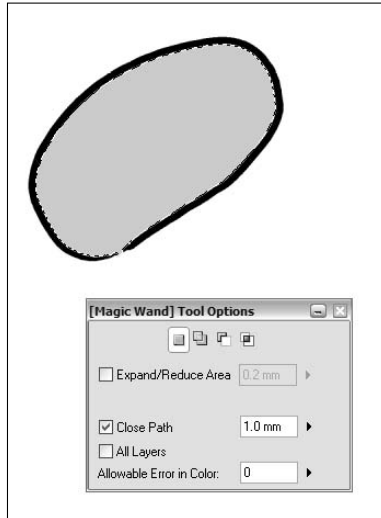 [Magic Wand] Tool Options
Expand/Reduce Area 0.2 mm
Close Path 1.0 mm
All Layers
Allowable Error in Color: 0